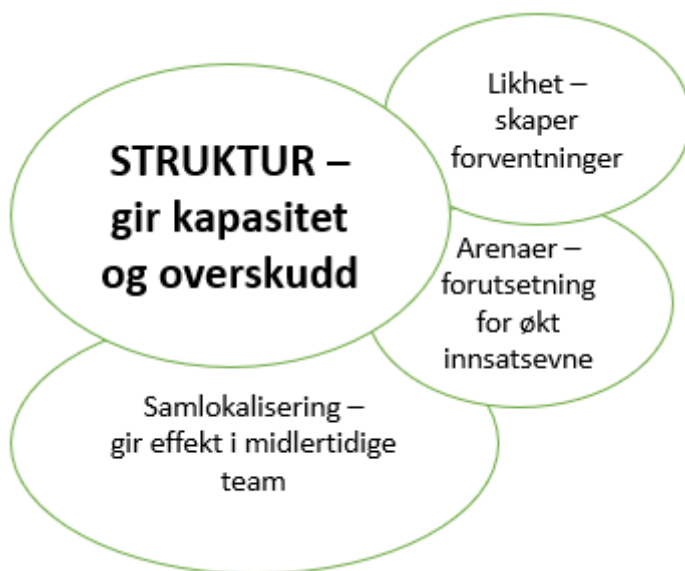 STRUKTUR –
gir kapasitet
og overskudd
Likhet –
skaper
forventninger
Arenaer –
forutsetning
for økt
innsatsevne
Samlokalisering –
gir effekt i midlertidige
team